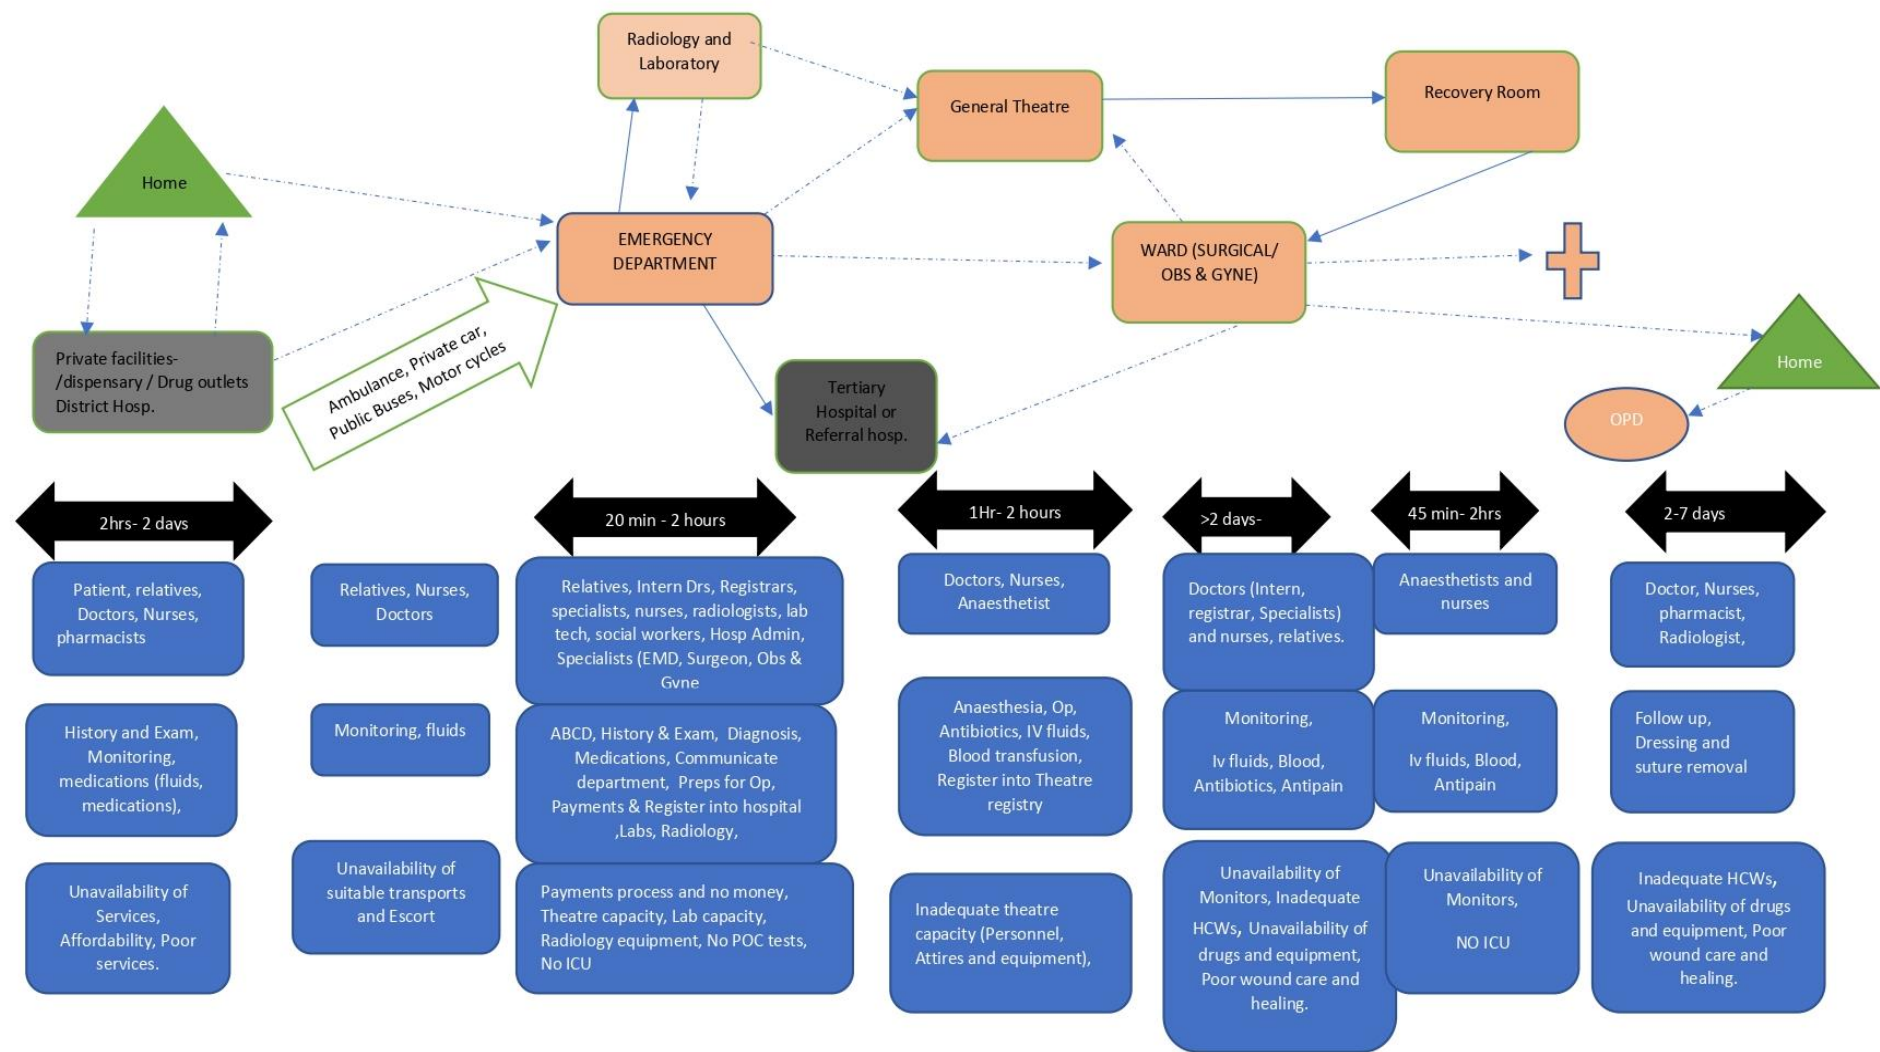 Radiology and
Laboratory
General Theatre
Recovery Room
Home
EMERGENCY
DEPARTMENT
WARD (SURGICAL/
OBS & GYNE)
Private facilities-
/dispensary / Drug outlets
District Hosp.
Ambulance, Private car,
Public Buses, Motor cycles
Tertiary
Hospital or
Referral hosp.
Home
OPD
2hrs- 2 days
20 min - 2 hours
1Hr- 2 hours
>2 days-
45 min- 2hrs
2-7 days
Patient, relatives,
Doctors, Nurses,
pharmacists
Relatives, Nurses,
Doctors
Relatives, Intern Drs, Registrars,
specialists, nurses, radiologists, lab
tech, social workers, Hosp Admin,
Specialists (EMD, Surgeon, Obs &
Gyne
Doctors, Nurses,
Anaesthetist
Doctors (Intern,
registrar, Specialists)
and nurses, relatives.
Anaesthetists and
nurses
Doctor, Nurses,
pharmacist,
Radiologist,
History and Exam,
Monitoring,
medications (fluids,
medications),
Monitoring, fluids
ABCD, History & Exam,  Diagnosis,
Medications, Communicate
department,  Preps for Op,
Payments & Register into hospital
,Labs, Radiology,
Anaesthesia, Op,
Antibiotics, IV fluids,
Blood transfusion,
Register into Theatre
registry
Monitoring,
Iv fluids, Blood,
Antibiotics, Antipain
Monitoring,
Iv fluids, Blood,
Antipain
Follow up,
Dressing and
suture removal
Unavailability of
Services,
Affordability, Poor
services.
Unavailability of
suitable transports
and Escort
Payments process and no money,
Theatre capacity, Lab capacity,
Radiology equipment, No POC tests,
No ICU
Inadequate theatre
capacity (Personnel,
Attires and equipment),
Unavailability of
Monitors, Inadequate
HCWs, Unavailability of
drugs and equipment,
Poor wound care and
healing.
Unavailability of
Monitors,
NO ICU
Inadequate HCWs,
Unavailability of drugs
and equipment, Poor
wound care and
healing.